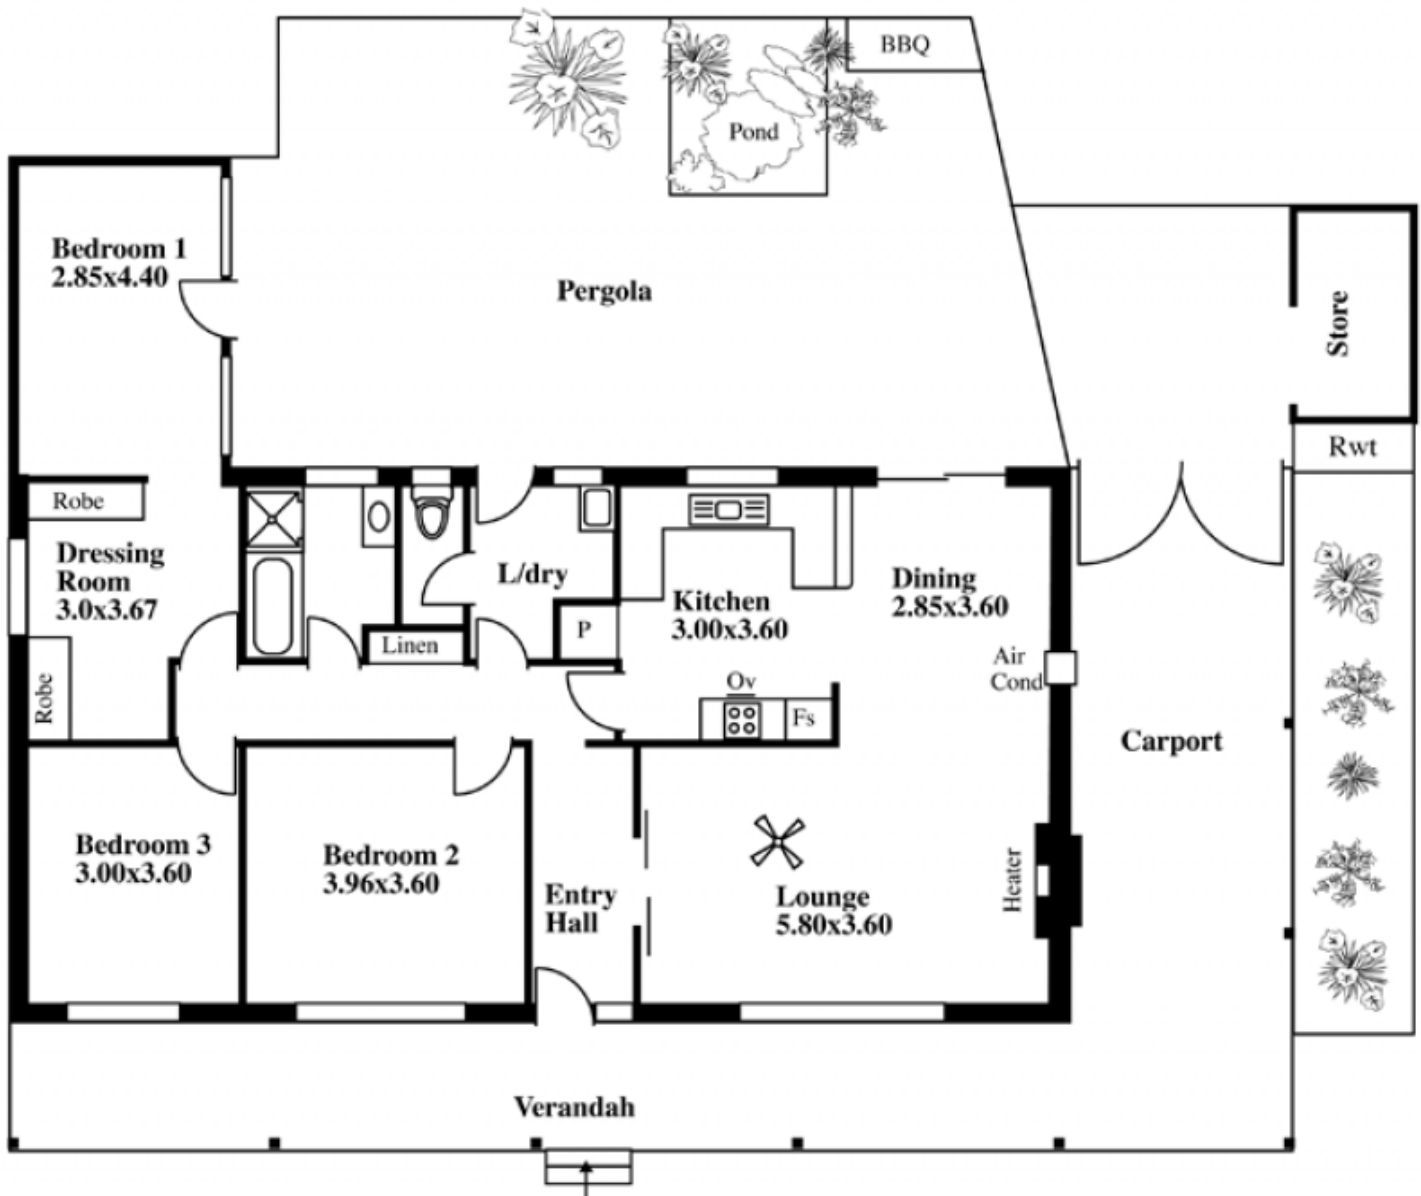 BBQ
Pond
Bedroom 1
2.85x4.40
Pergola
Store
Rwt
Robe
Dressing
Room
3.0x3.67
L/dry
Kitchen
3.00x3.60
Dining
2.85x3.60
P
Linen
Robe
Ov
Fs
Air
Cond
Carport
Bedroom 3
3.00x3.60
Bedroom 2
3.96x3.60
Entry
Hall
Lounge
5.80x3.60
Heater
Verandah